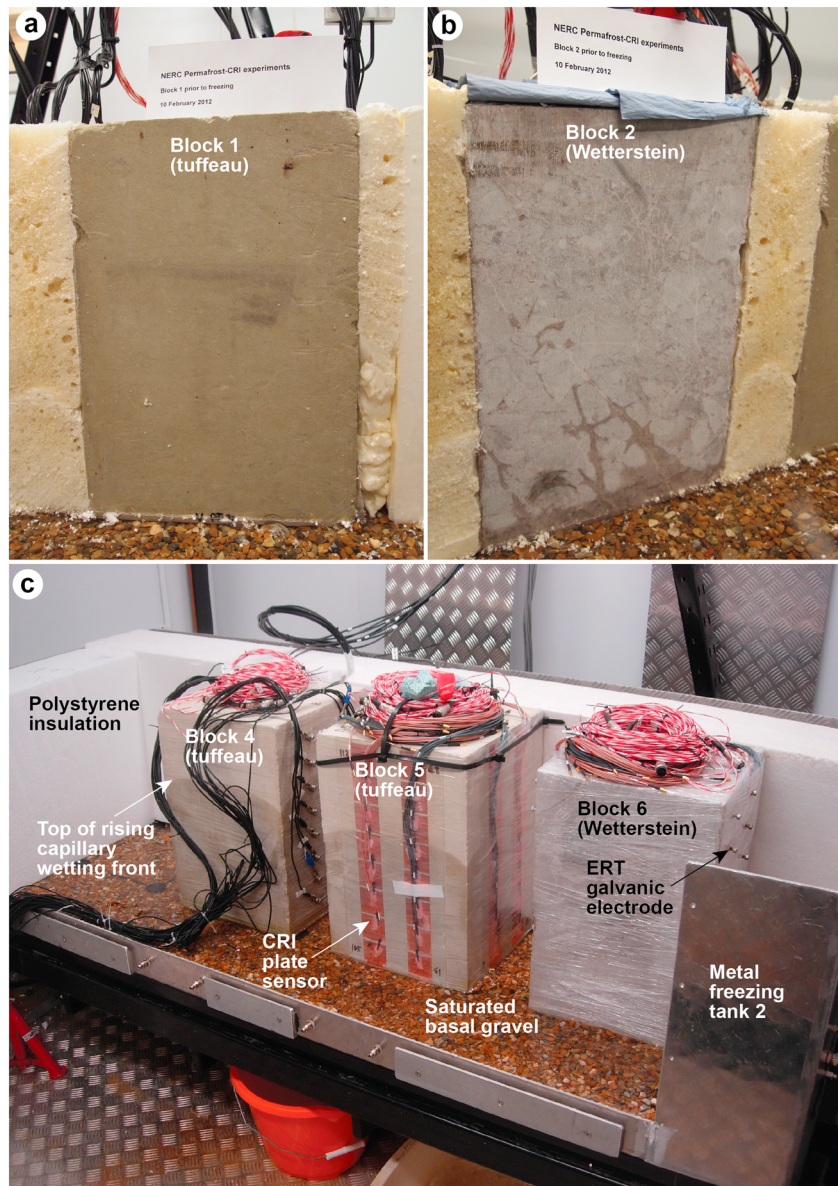 a
NERC Permafrost-CRI experiments
Block 1 prior to freezing
10 February 2012
Block 1
(tuffeau)
b
NERC Permafrost-CRI experiments
Block 2 prior to freezing
10 February 2012
Block 2
(Wetterstein)
c
Polystyrene
insulation
Block 4
(tuffeau)
Block 5
(tuffeau)
Block 6
(Wetterstein)
Top of rising
capillary
wetting front
ERT
galvanic
electrode
CRI
plate
sensor
Saturated
basal gravel
Metal
freezing
tank 2